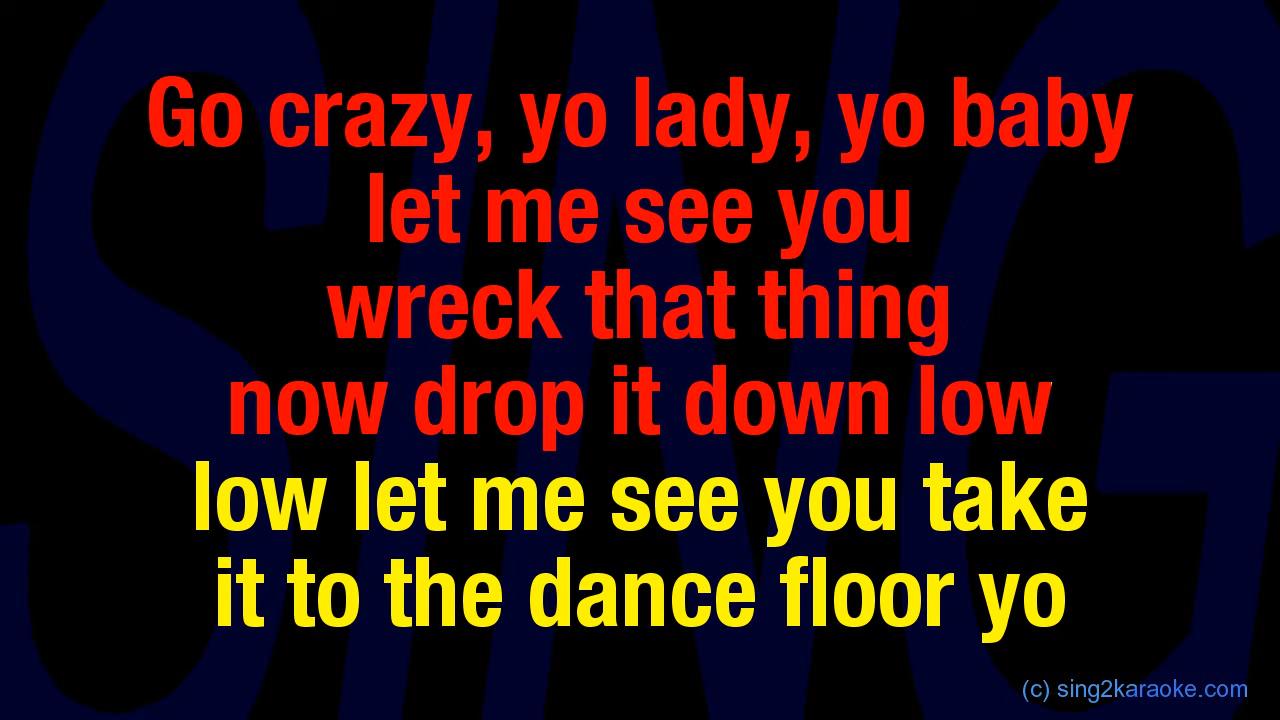 Go crazy, yo lady, yo baby
let me see you
wreck that thing
now drop it down low
low let me see you take
it to the dance floor yo
(c) sing2karaoke.com
SING